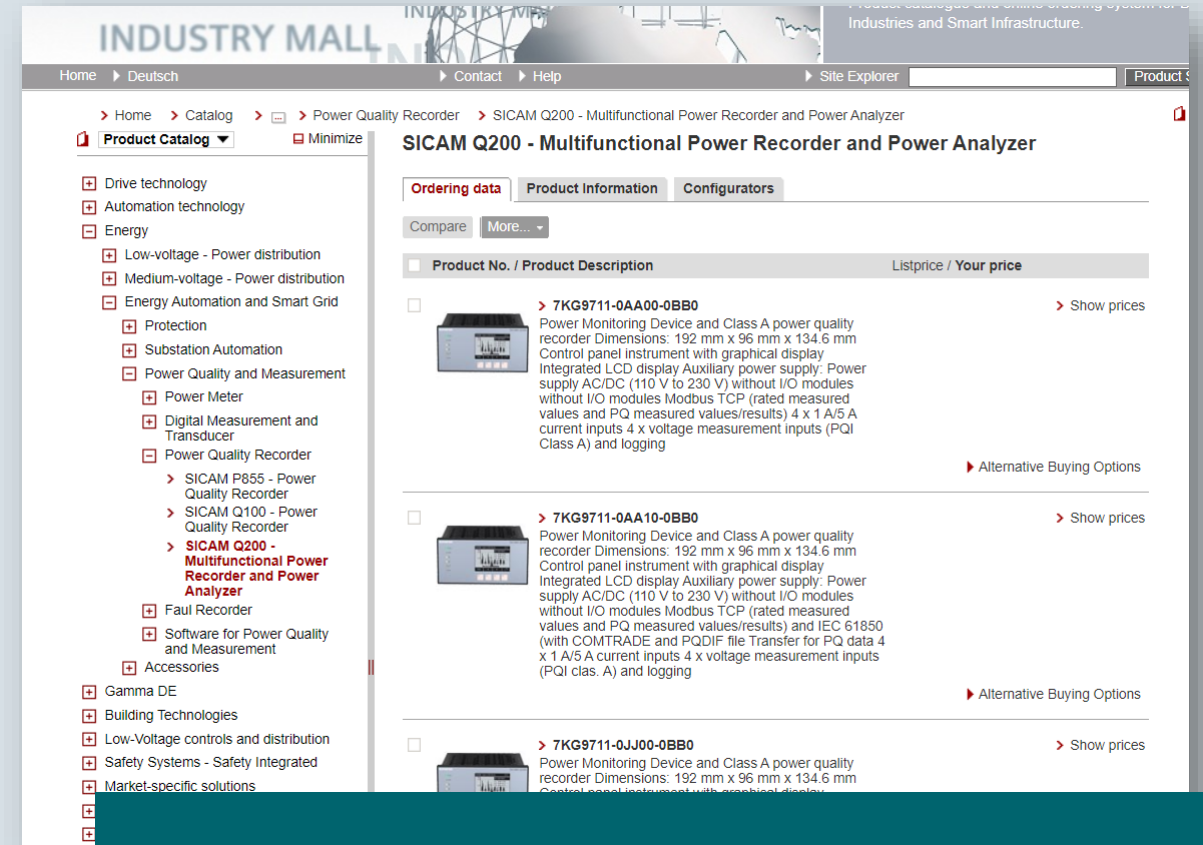 INDUSTRY MALL
Industries and Smart Infrastructure.
Home Deutsch Contact Help Site Explorer Product
Home Catalog ... Power Quality Recorder SICAM Q200 - Multifunctional Power Recorder and Power Analyzer
Product Catalog Minimize
SICAM Q200 - Multifunctional Power Recorder and Power Analyzer
Drive technology
Automation technology
Energy
Low-voltage - Power distribution
Medium-voltage - Power distribution
Energy Automation and Smart Grid
Protection
Substation Automation
Power Quality and Measurement
Power Meter
Digital Measurement and
Transducer
Power Quality Recorder
SICAM P855 - Power
Quality Recorder
SICAM Q100 - Power
Quality Recorder
SICAM Q200 -
Multifunctional Power
Recorder and Power
Analyzer
Faul Recorder
Software for Power Quality
and Measurement
Accessories
Gamma DE
Building Technologies
Low-Voltage controls and distribution
Safety Systems - Safety Integrated
Market-specific solutions
Ordering data Product Information Configurators
Compare More...
Product No. / Product Description Listprice / Your price
7KG9711-0AA00-0BB0 Show prices
Power Monitoring Device and Class A power quality
recorder Dimensions: 192 mm x 96 mm x 134.6 mm
Control panel instrument with graphical display
Integrated LCD display Auxiliary power supply: Power
supply AC/DC (110 V to 230 V) without I/O modules
without I/O modules Modbus TCP (rated measured
values and PQ measured values/results) 4 x 1 A/5 A
current inputs 4 x voltage measurement inputs (PQI
Class A) and logging
Alternative Buying Options
7KG9711-0AA10-0BB0 Show prices
Power Monitoring Device and Class A power quality
recorder Dimensions: 192 mm x 96 mm x 134.6 mm
Control panel instrument with graphical display
Integrated LCD display Auxiliary power supply: Power
supply AC/DC (110 V to 230 V) without I/O modules
without I/O modules Modbus TCP (rated measured
values and PQ measured values/results) and IEC 61850
(with COMTRADE and PQDIF file Transfer for PQ data 4
x 1 A/5 A current inputs 4 x voltage measurement inputs
(PQI clas. A) and logging
Alternative Buying Options
7KG9711-0JJ00-0BB0 Show prices
Power Monitoring Device and Class A power quality
recorder Dimensions: 192 mm x 96 mm x 134.6 mm